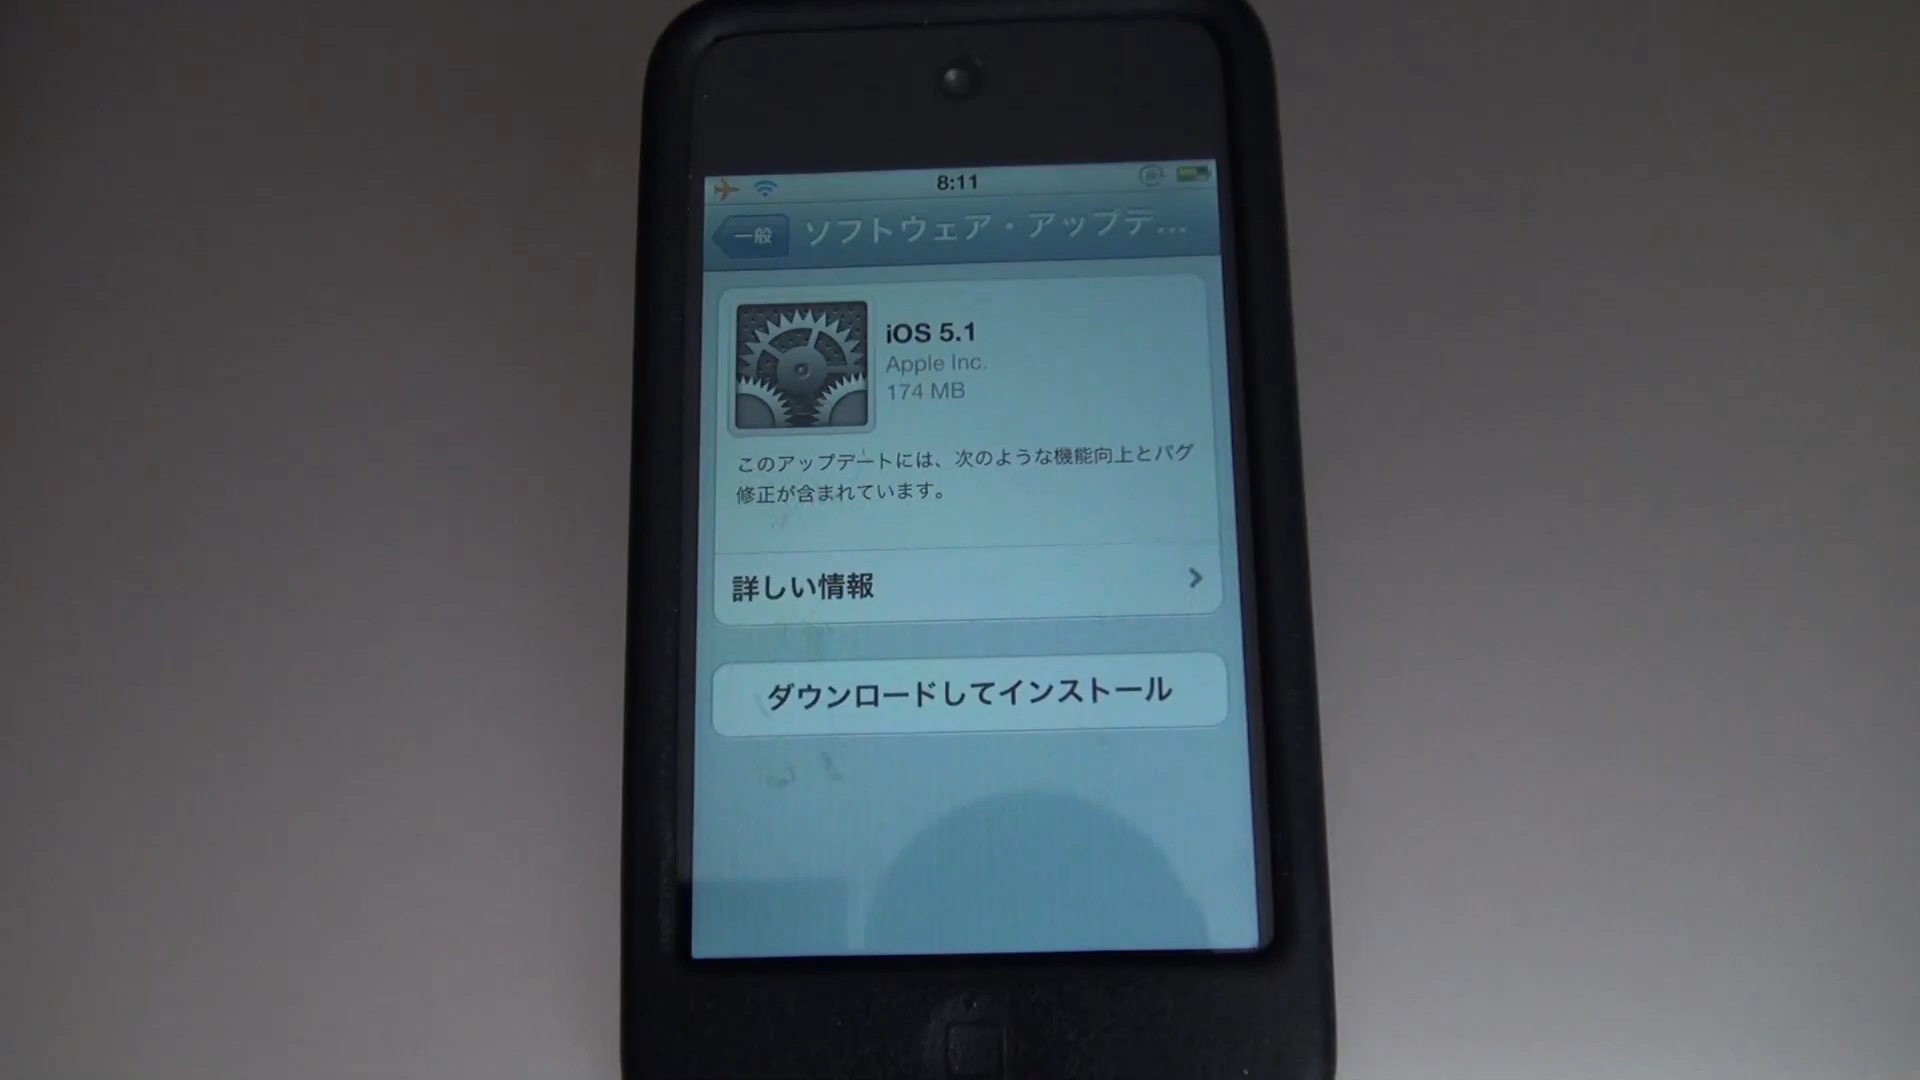 8:11
一般
ソフトウェア・アップデ...
iOS 5.1
Apple Inc.
174 MB
このアップデートには、次のような機能向上とバグ
修正が含まれています。
詳しい情報
ダウンロードしてインストール